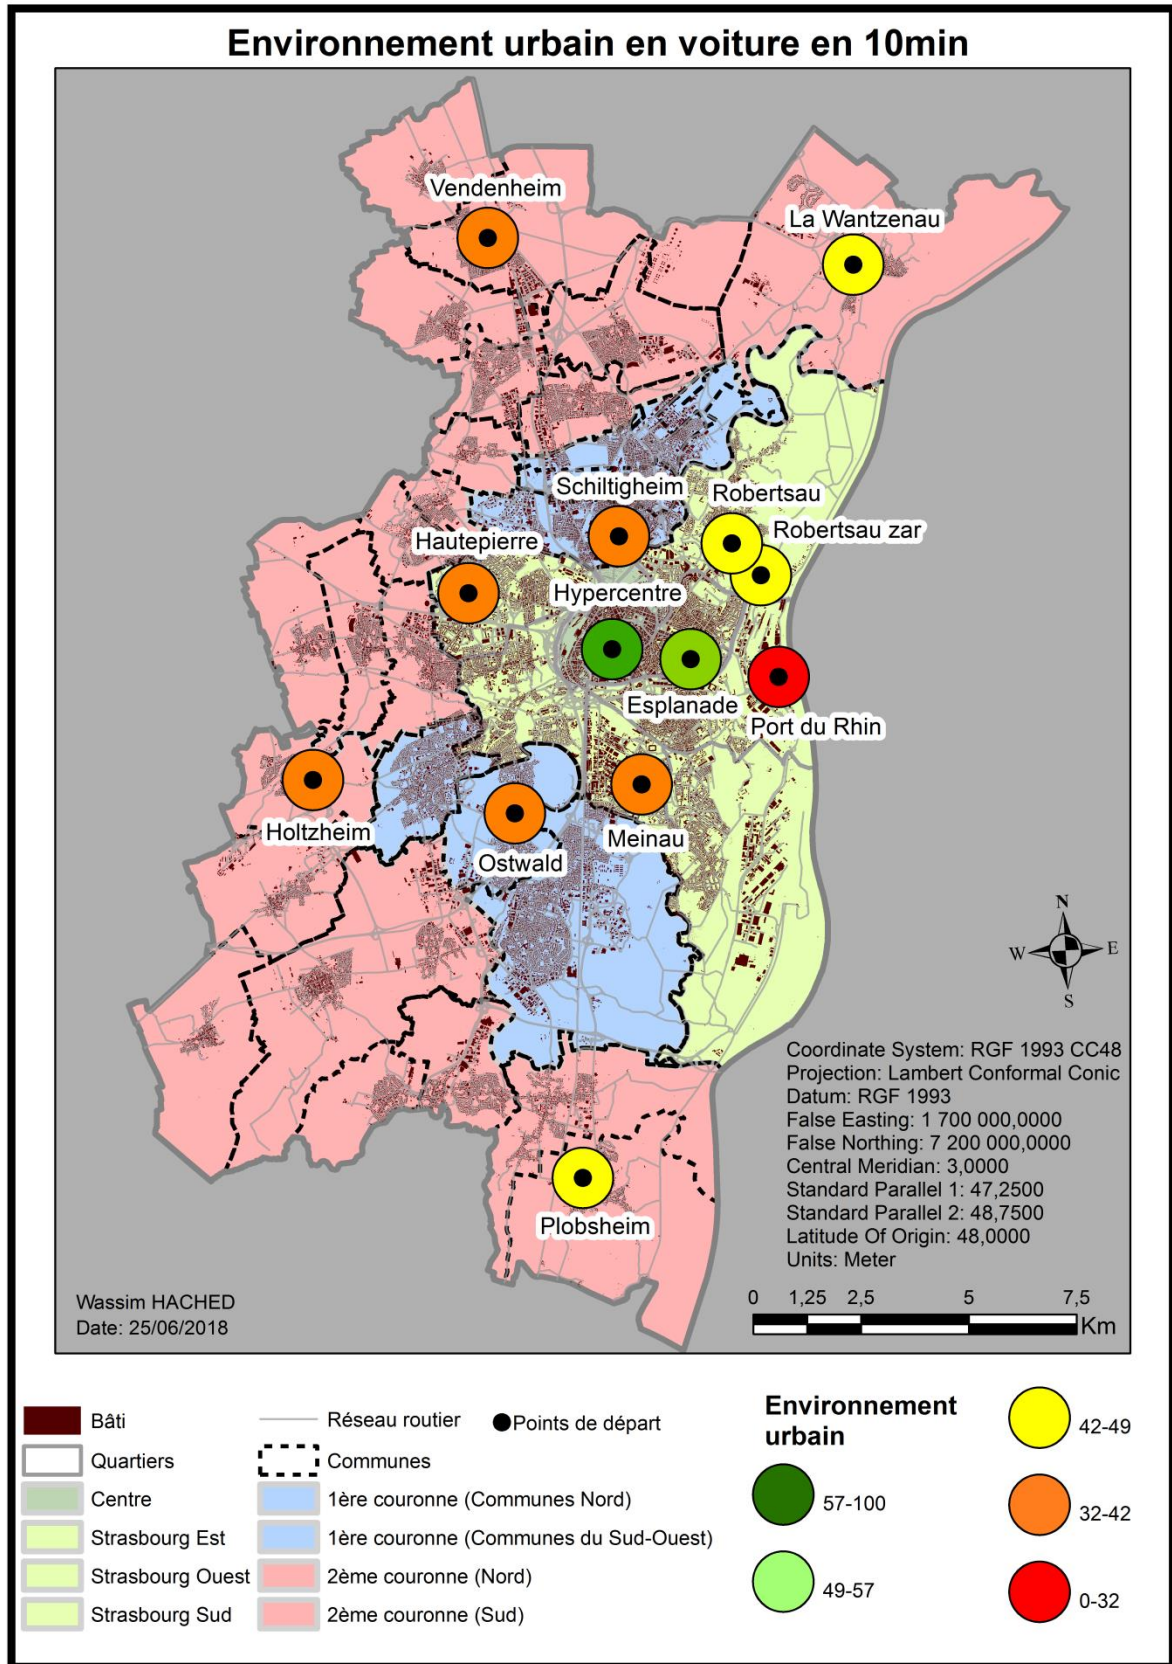 Environnement urbain en voiture en 10min
Vendenheim
La Wantzenau
Schiltigheim
Robertsau
Hautepierre
Robertsau zar
Hypercentre
Esplanade
Port du Rhin
Holtzheim
Ostwald
Meinau
Plobsheim
N
W
E
S
Coordinate System: RGF 1993 CC48
Projection: Lambert Conformal Conic
Datum: RGF 1993
False Easting: 1 700 000,0000
False Northing: 7 200 000,0000
Central Meridian: 3,0000
Standard Parallel 1: 47,2500
Standard Parallel 2: 48,7500
Latitude Of Origin: 48,0000
Units: Meter
0 1,25 2,5 5 7,5
Km
Wassim HACHED
Date: 25/06/2018
Bâti
Quartiers
Centre
Strasbourg Est
Strasbourg Ouest
Strasbourg Sud
Réseau routier
Points de départ
Communes
1ère couronne (Communes Nord)
1ère couronne (Communes du Sud-Ouest)
2ème couronne (Nord)
2ème couronne (Sud)
Environnement
urbain
57-100
49-57
42-49
32-42
0-32